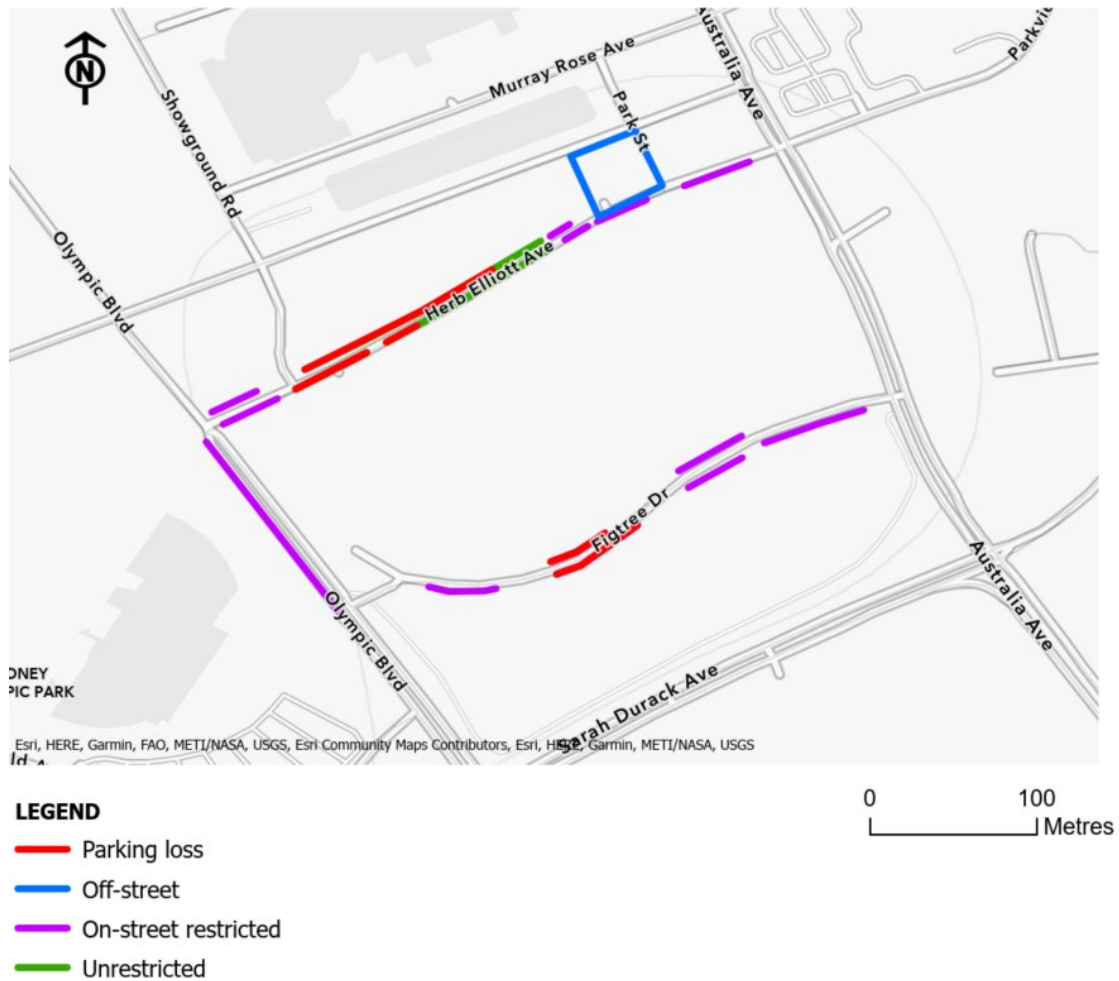 N
Murray Rose Ave
Australia Ave
Parkvie
Park St
Showground Rd
Olympic Blvd
Herb Elliott Ave
Figtree Dr
Olympic Blvd
Australia Ave
Sarah Durack Ave
DNEY
PIC PARK
Esri, HERE, Garmin, FAO, METI/NASA, USGS, Esri Community Maps Contributors, Esri, HERE, Garmin, METI/NASA, USGS
LEGEND
Parking loss
Off-street
On-street restricted
Unrestricted
0 100
Metres